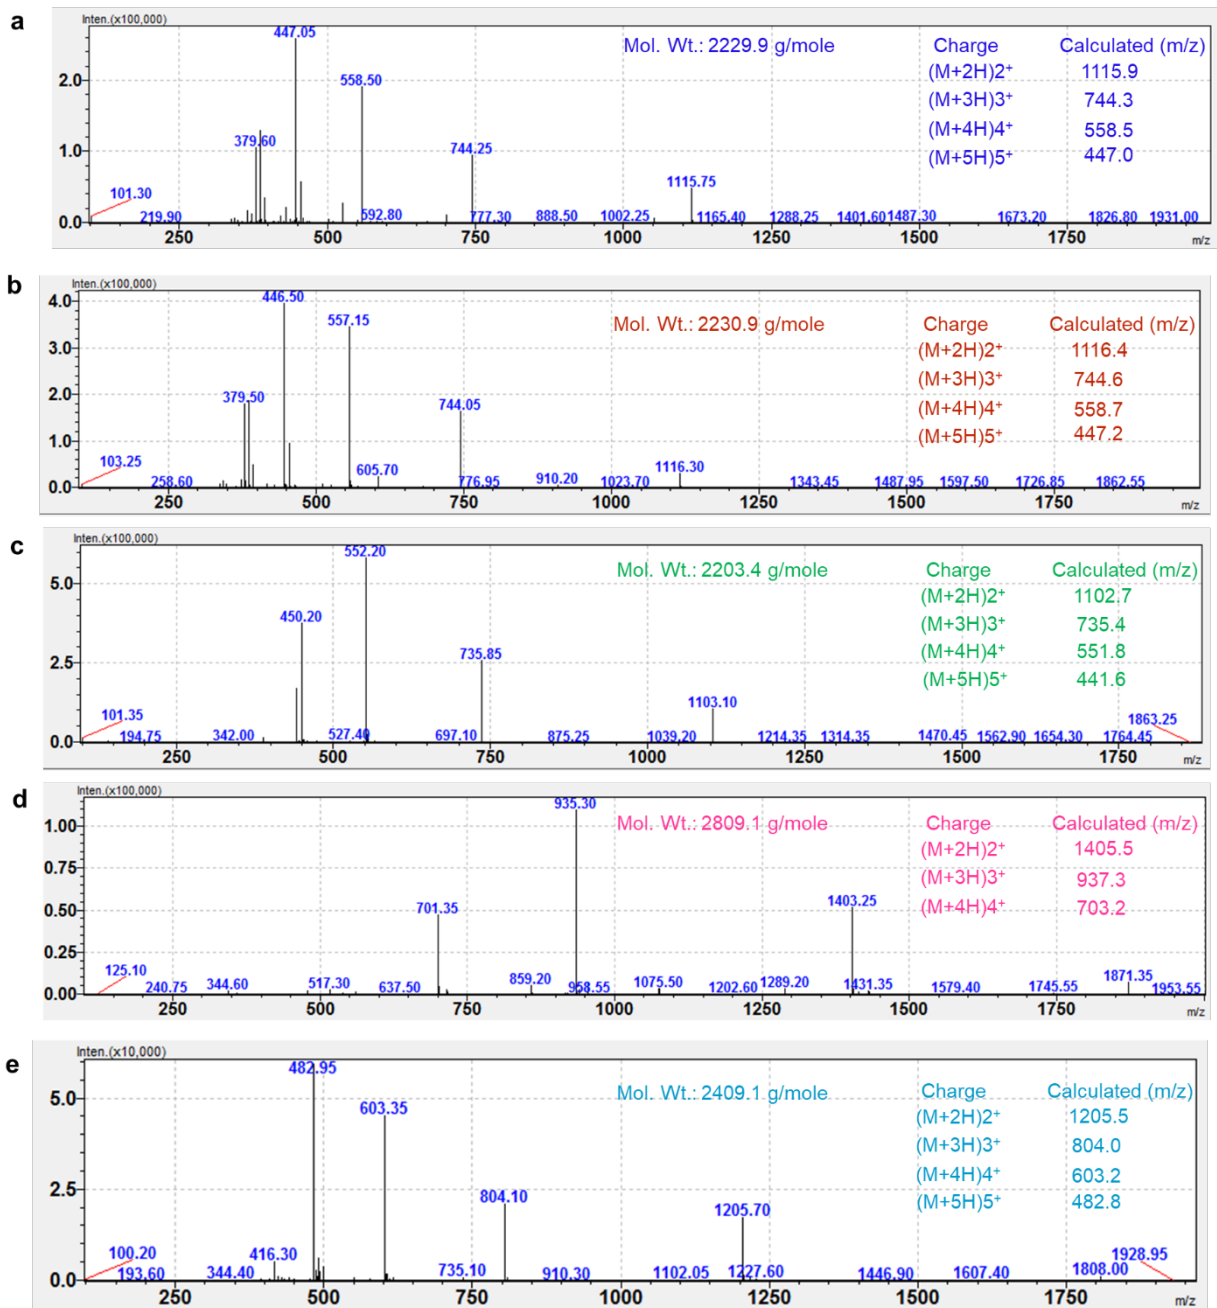 a
Inten.(x100,000)
447.05
Mol. Wt.: 2229.9 g/mole Charge Calculated (m/z)
(M+2H)2⁺ 1115.9
2.0
558.50
(M+3H)3⁺ 744.3
(M+4H)4⁺ 558.5
379.60
1.0
744.25
(M+5H)5⁺ 447.0
101.30
1115.75
219.90 592.80 777.30 888.50 1002.25 1165.40 1288.25 1401.60 1487.30 1673.20 1826.80 1931.00
0.0
250 500 750 1000 1250 1500 1750 m/z
b
Inten.(x100,000)
4.0
446.50
557.15
Mol. Wt.: 2230.9 g/mole Charge Calculated (m/z)
3.0
(M+2H)2⁺ 1116.4
(M+3H)3⁺ 744.6
2.0
379.50
744.05
(M+4H)4⁺ 558.7
(M+5H)5⁺ 447.2
1.0
103.25
605.70
1116.30
258.60 776.95 910.20 1023.70 1343.45 1487.95 1597.50 1726.85 1862.55
0.0
250 500 750 1000 1250 1500 1750 m/z
c
Inten.(x100,000)
552.20
Mol. Wt.: 2203.4 g/mole Charge Calculated (m/z)
5.0
(M+2H)2⁺ 1102.7
450.20
(M+3H)3⁺ 735.4
735.85
(M+4H)4⁺ 551.8
2.5
(M+5H)5⁺ 441.6
1103.10
101.35
1863.25
194.75 342.00 527.40 697.10 875.25 1039.20 1214.35 1314.35 1470.45 1562.90 1654.30 1764.45
0.0
250 500 750 1000 1250 1500 1750 m/z
d
Inten.(x100,000)
935.30
Mol. Wt.: 2809.1 g/mole Charge Calculated (m/z)
1.00
(M+2H)2⁺ 1405.5
0.75
(M+3H)3⁺ 937.3
701.35
1403.25
(M+4H)4⁺ 703.2
0.50
0.25
125.10
240.75 344.60 517.30 637.50 859.20 958.55 1075.50 1202.60 1289.20 1431.35 1579.40 1745.55 1871.35 1953.55
0.00
250 500 750 1000 1250 1500 1750 m/z
e
Inten.(x10,000)
482.95
Mol. Wt.: 2409.1 g/mole Charge Calculated (m/z)
5.0
603.35
(M+2H)2⁺ 1205.5
(M+3H)3⁺ 804.0
(M+4H)4⁺ 603.2
2.5
804.10
(M+5H)5⁺ 482.8
1205.70
100.20
416.30
1928.95
193.60 344.40 735.10 910.30 1102.05 1227.60 1446.90 1607.40 1808.00
0.0
250 500 750 1000 1250 1500 1750 m/z